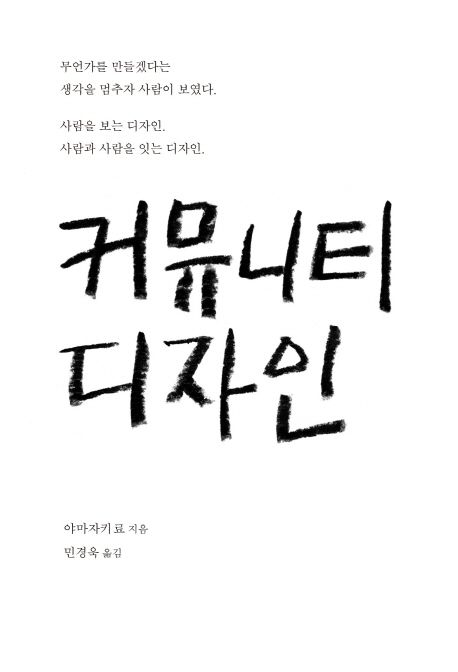 무언가를 만들겠다는
생각을 멈추자 사람이 보였다.
사람을 보는 디자인.
사람과 사람을 잇는 디자인.
커뮤니티
디자인
야마자키 료 지음
민경욱 옮김